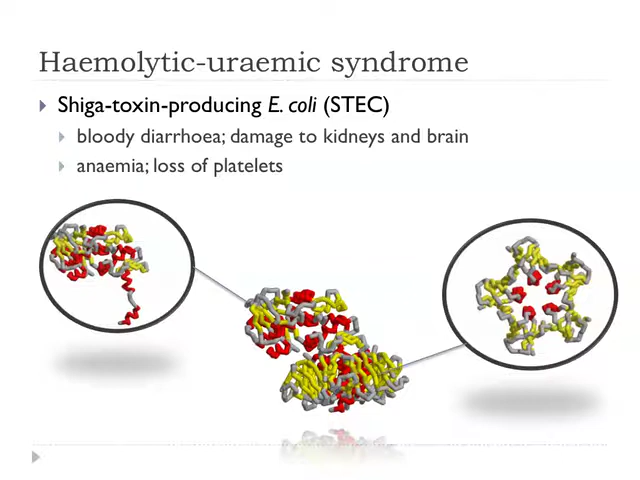 Haemolytic-uraemic syndrome
Shiga-toxin-producing E. coli (STEC)
bloody diarrhoea; damage to kidneys and brain
anaemia; loss of platelets